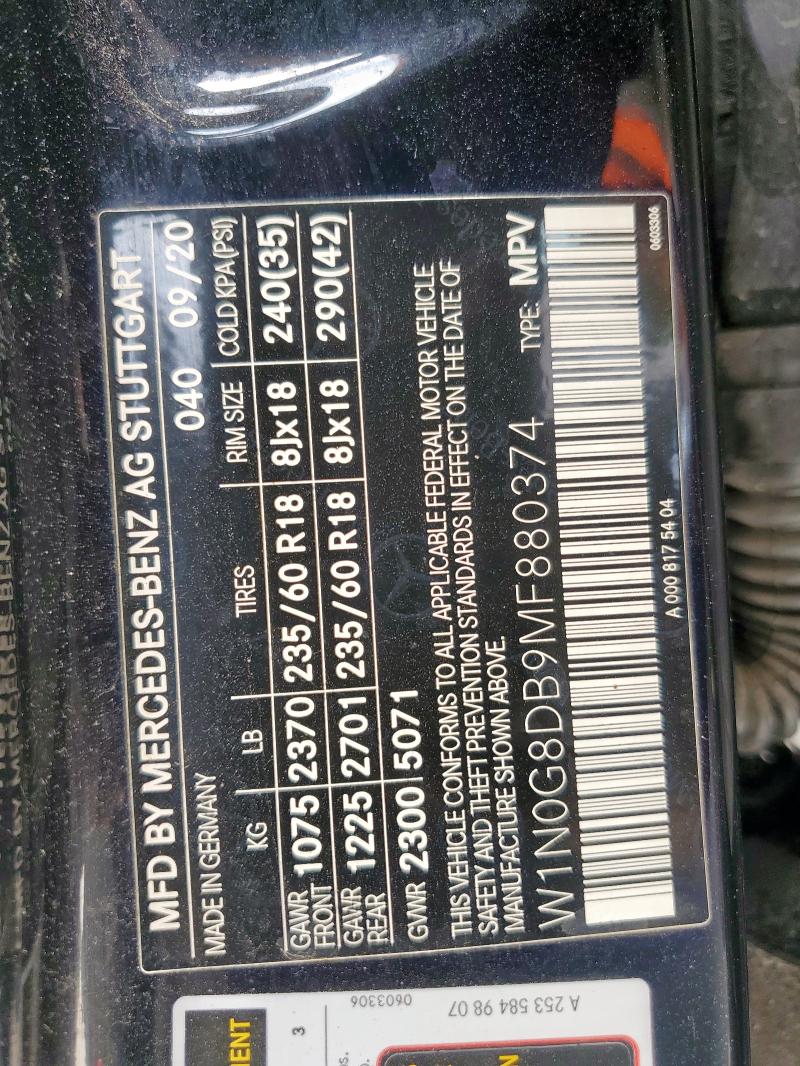 MFD BY MERCEDES-BENZ AG STUTTGART
MADE IN GERMANY 040 09/20
KG LB TIRES RIM SIZE COLD KPA(PSI)
GAWR FRONT 1075 2370 235/60 R18 8Jx18 240(35)
GAWR REAR 1225 2701 235/60 R18 8Jx18 290(42)
GVWR 2300 5071
THIS VEHICLE CONFORMS TO ALL APPLICABLE FEDERAL MOTOR VEHICLE
SAFETY AND THEFT PREVENTION STANDARDS IN EFFECT ON THE DATE OF
MANUFACTURE SHOWN ABOVE.
W1N0G8DB9MF880374 TYPE: MPV
A 000 817 54 04
0603306
3
0603306
A 253 584 98 07